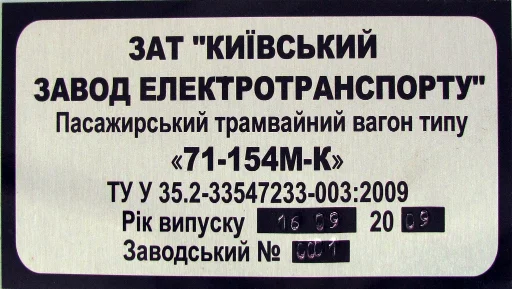 ЗАТ "КИЇВСЬКИЙ
ЗАВОД ЕЛЕКТРОТРАНСПОРТУ"
Пасажирський трамвайний вагон типу
«71-154М-К»
ТУ У 35.2-33547233-003:2009
Рік випуску 16 09 20 09
Заводський № 0001